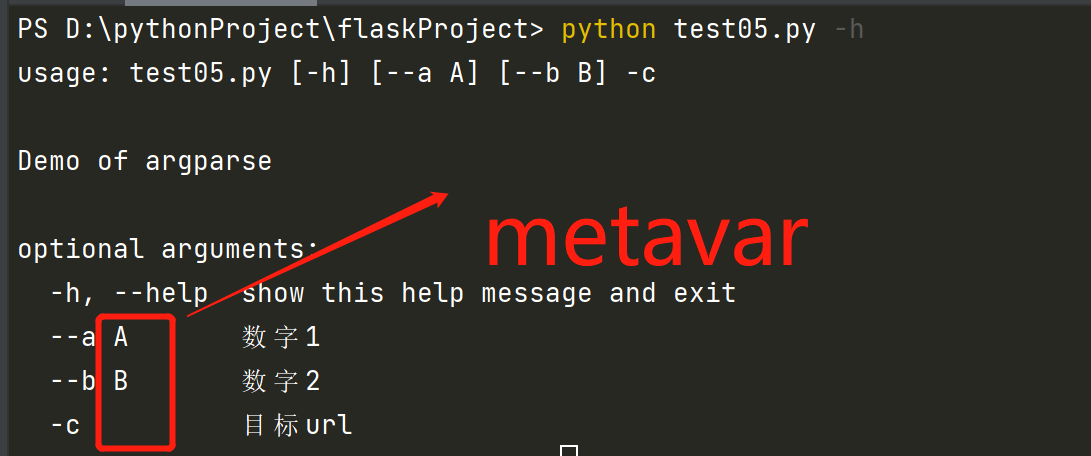 PS D:\pythonProject\flaskProject> python test05.py -h
usage: test05.py [-h] [--a A] [--b B] -c
Demo of argparse
metavar
optional arguments:
-h, --help show this help message and exit
--a A 数字1
--b B 数字2
-c 目标url